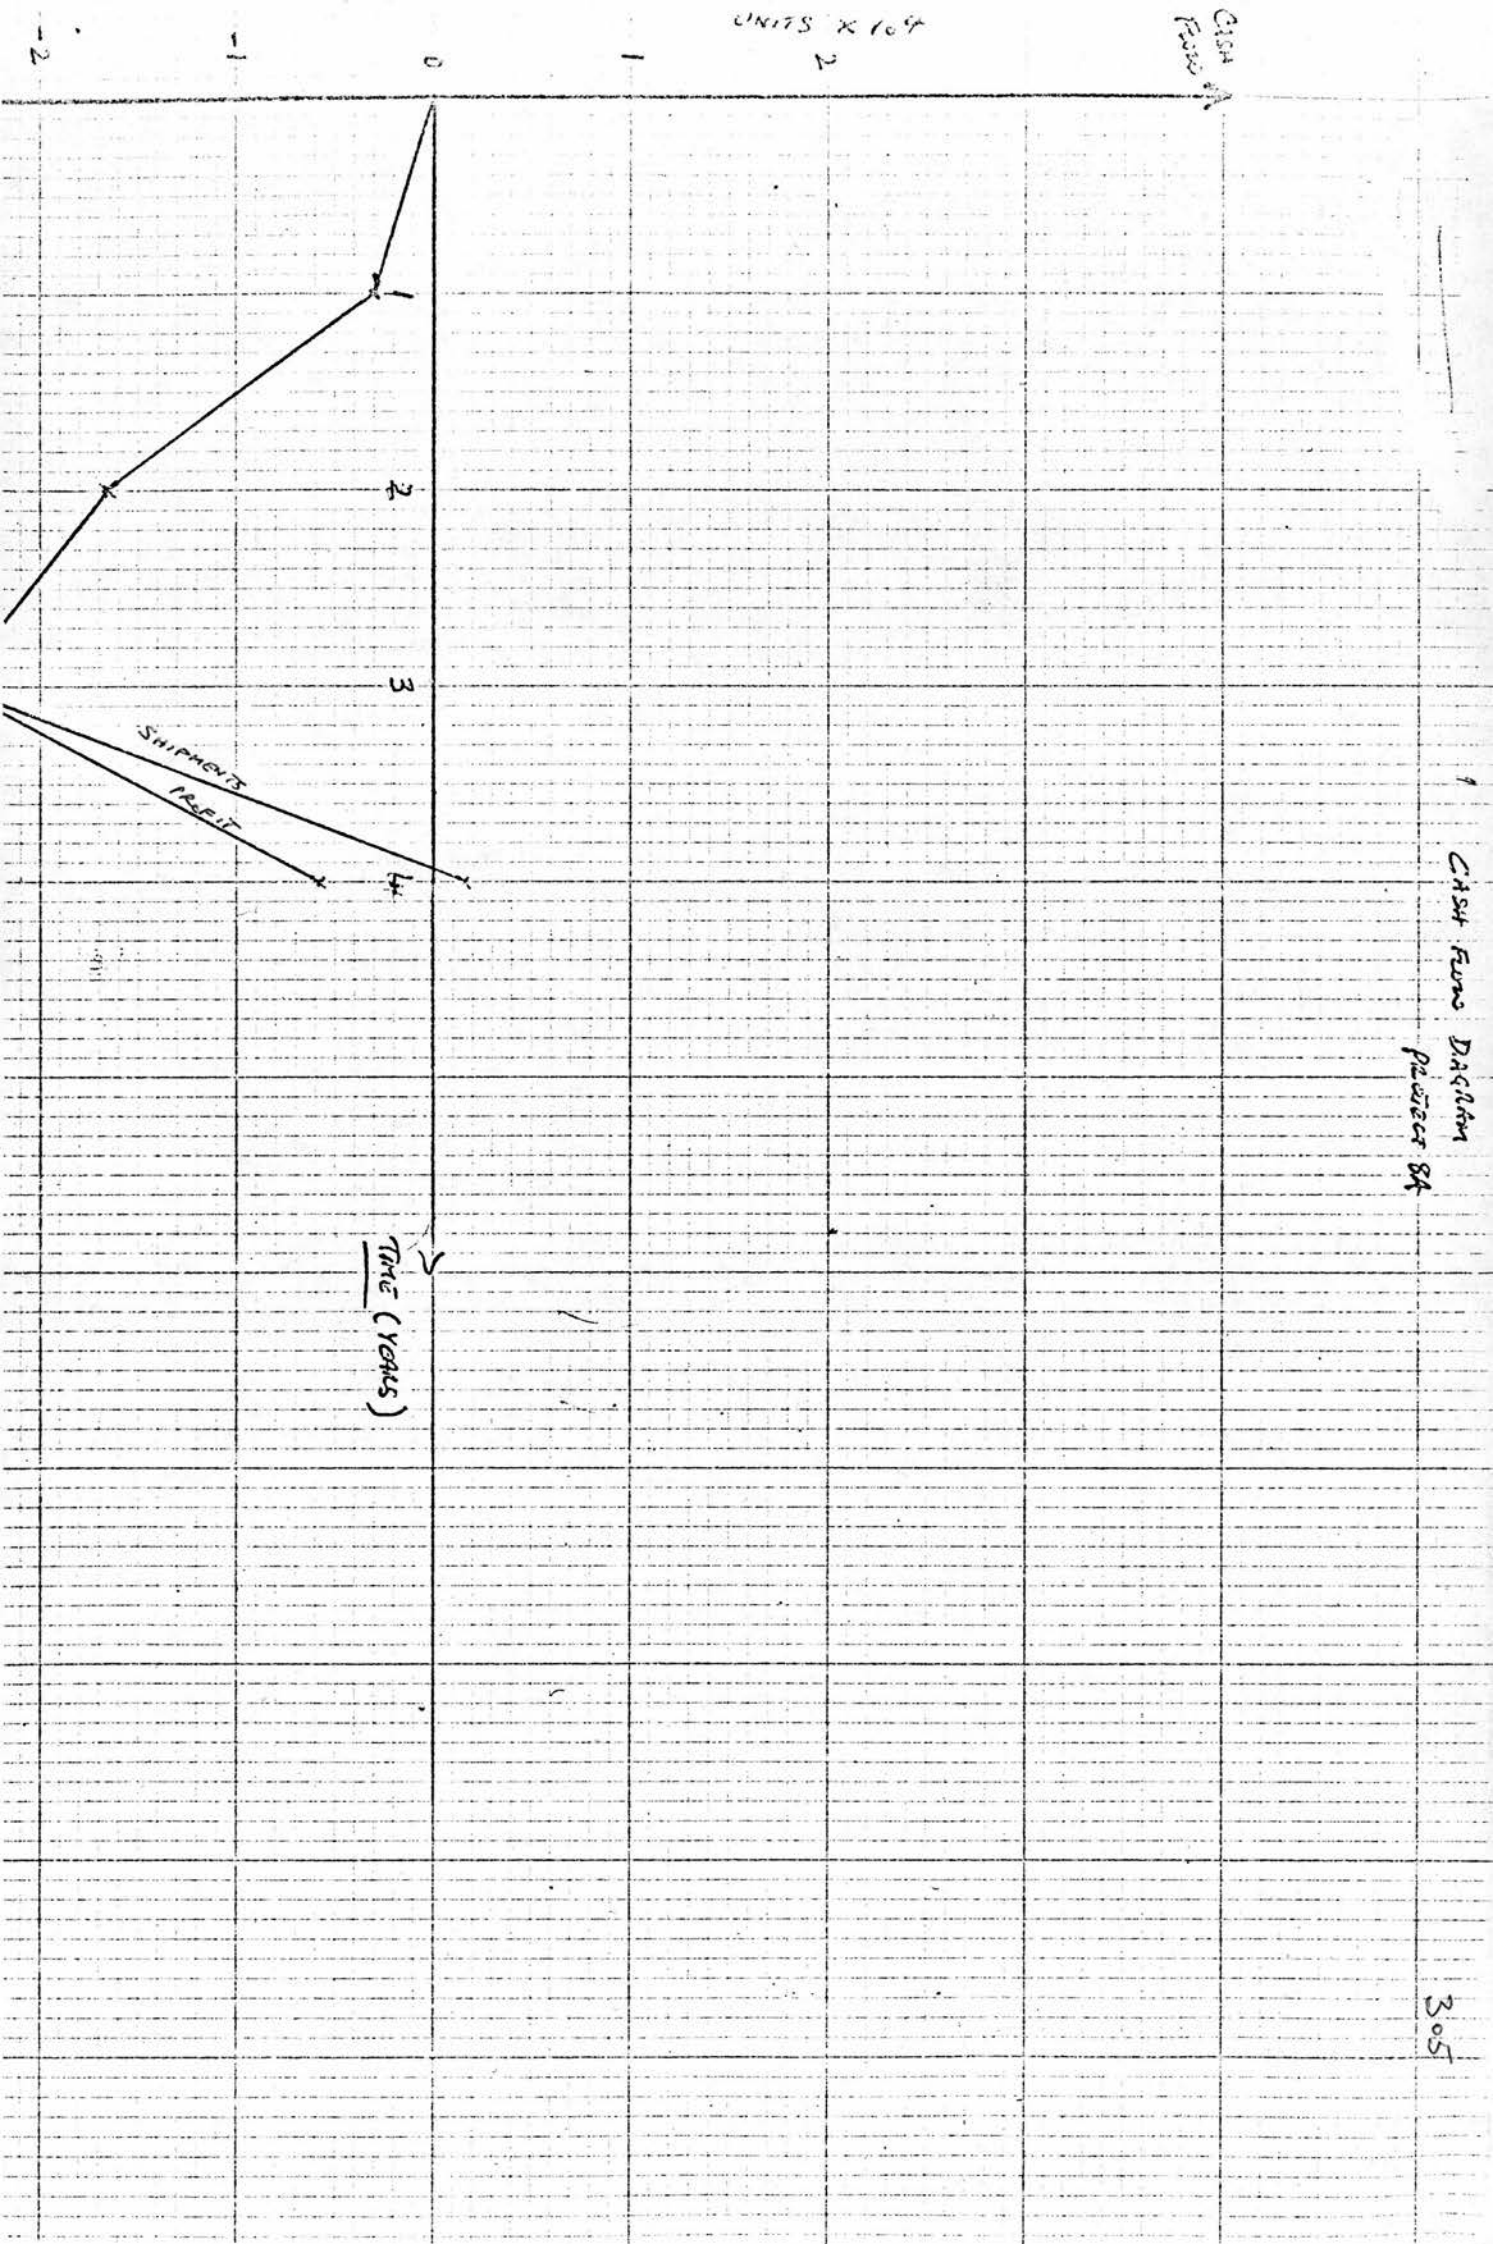 305
CASH FLOW DIAGRAM
PROJECT 8A
CASH
FLOW
UNITS X 104
2
1
0
-1
-2
1
2
3
4
TIME (YEARS)
SHIPMENTS
PROFIT